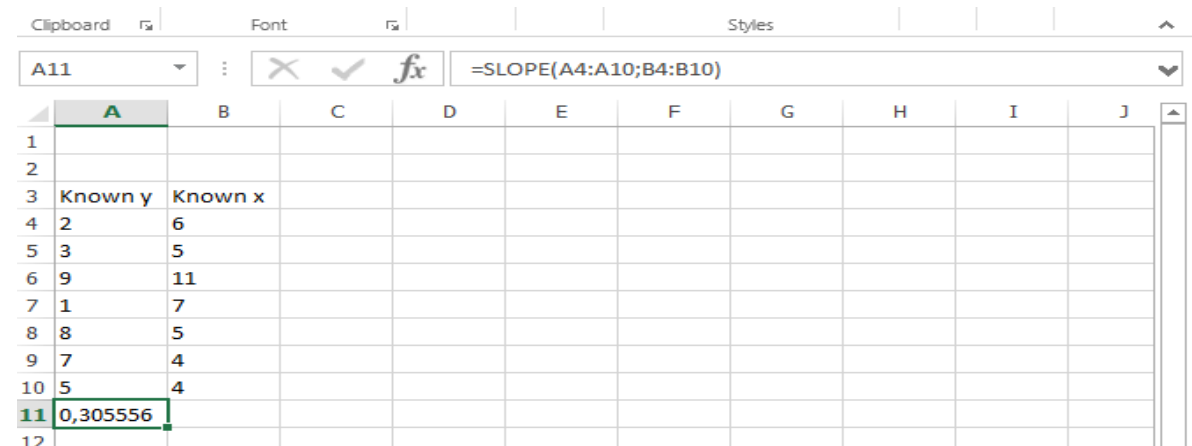 Clipboard Font Styles
A11 fx =SLOPE(A4:A10;B4:B10)
A B C D E F G H I J
1
2
3 Known y Known x
4 2 6
5 3 5
6 9 11
7 1 7
8 8 5
9 7 4
10 5 4
11 0,305556
12